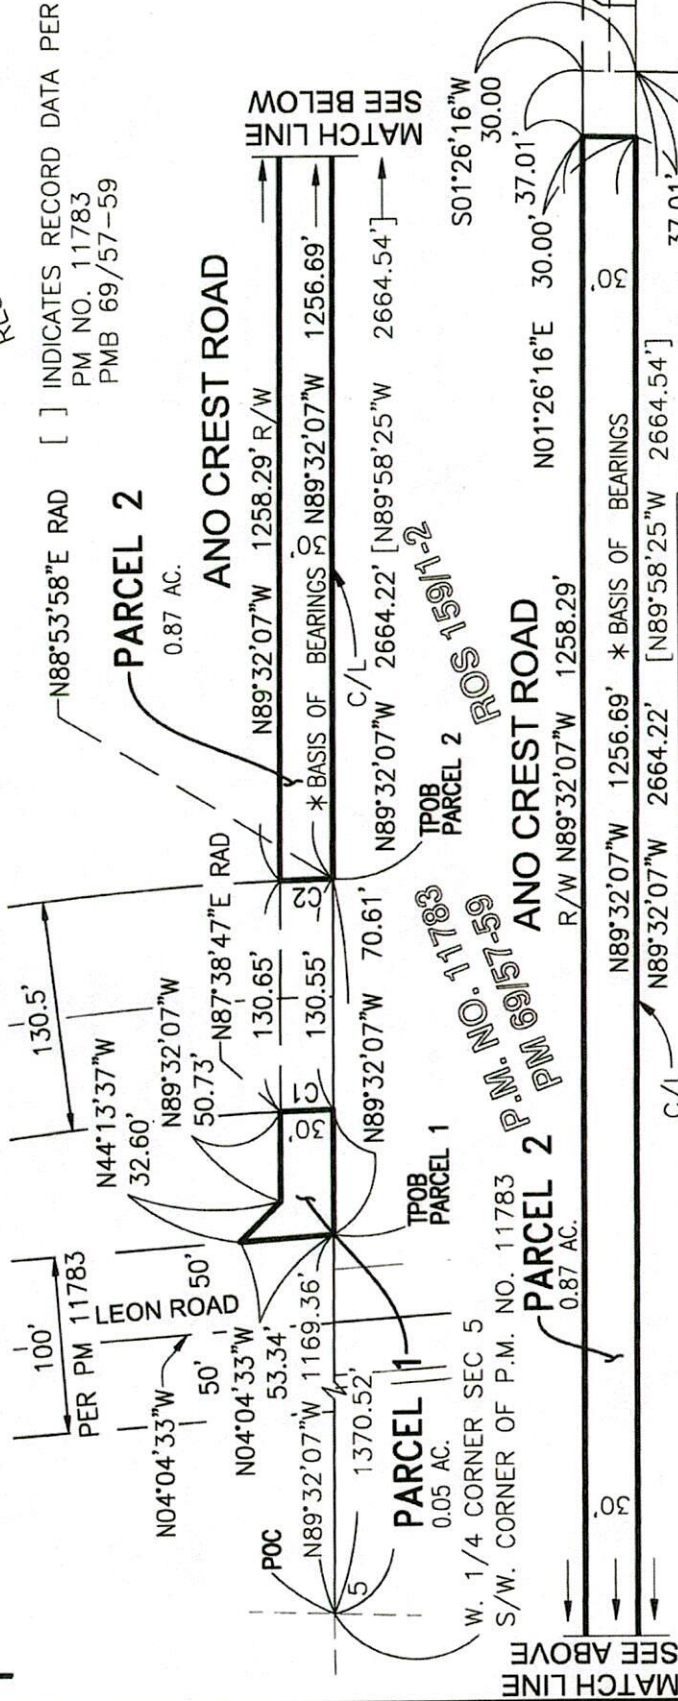 [ ] INDICATES RECORD DATA PER
PM NO. 11783
PMB 69/57-59
N88°53'58"E RAD
PARCEL 2
0.87 AC.
ANO CREST ROAD
MATCH LINE
SEE BELOW
N89°32'07"W 1258.29' R/W
30'
* BASIS OF BEARINGS N89°32'07"W 1256.69'
C/L
N89°32'07"W 2664.22' [N89°58'25"W 2664.54']
ROS 159/1-2
TPOB
PARCEL 2
130.5'
N87°38'47"E RAD
C2
130.65'
130.55'
C1
30'
N89°32'07"W 70.61'
N89°32'07"W
50.73'
N44°13'37"W
32.60'
100'
PER PM 11783
LEON ROAD
50'
50'
N04°04'33"W
N04°04'33"W
53.34'
TPOB
PARCEL 1
POC
N89°32'07"W 1169.36'
1370.52'
5
PARCEL 1
0.05 AC.
W. 1/4 CORNER SEC 5
S/W. CORNER OF P.M. NO. 11783
P.M. NO. 11783
PM 69/57-59
PARCEL 2
0.87 AC.
ANO CREST ROAD
R/W N89°32'07"W 1258.29'
N01°26'16"E 30.00'
37.01'
S01°26'16"W
30.00
30'
30'
N89°32'07"W 1256.69' * BASIS OF BEARINGS
N89°32'07"W 2664.22' [N89°58'25"W 2664.54']
C/L
37.01'
MATCH LINE
SEE ABOVE